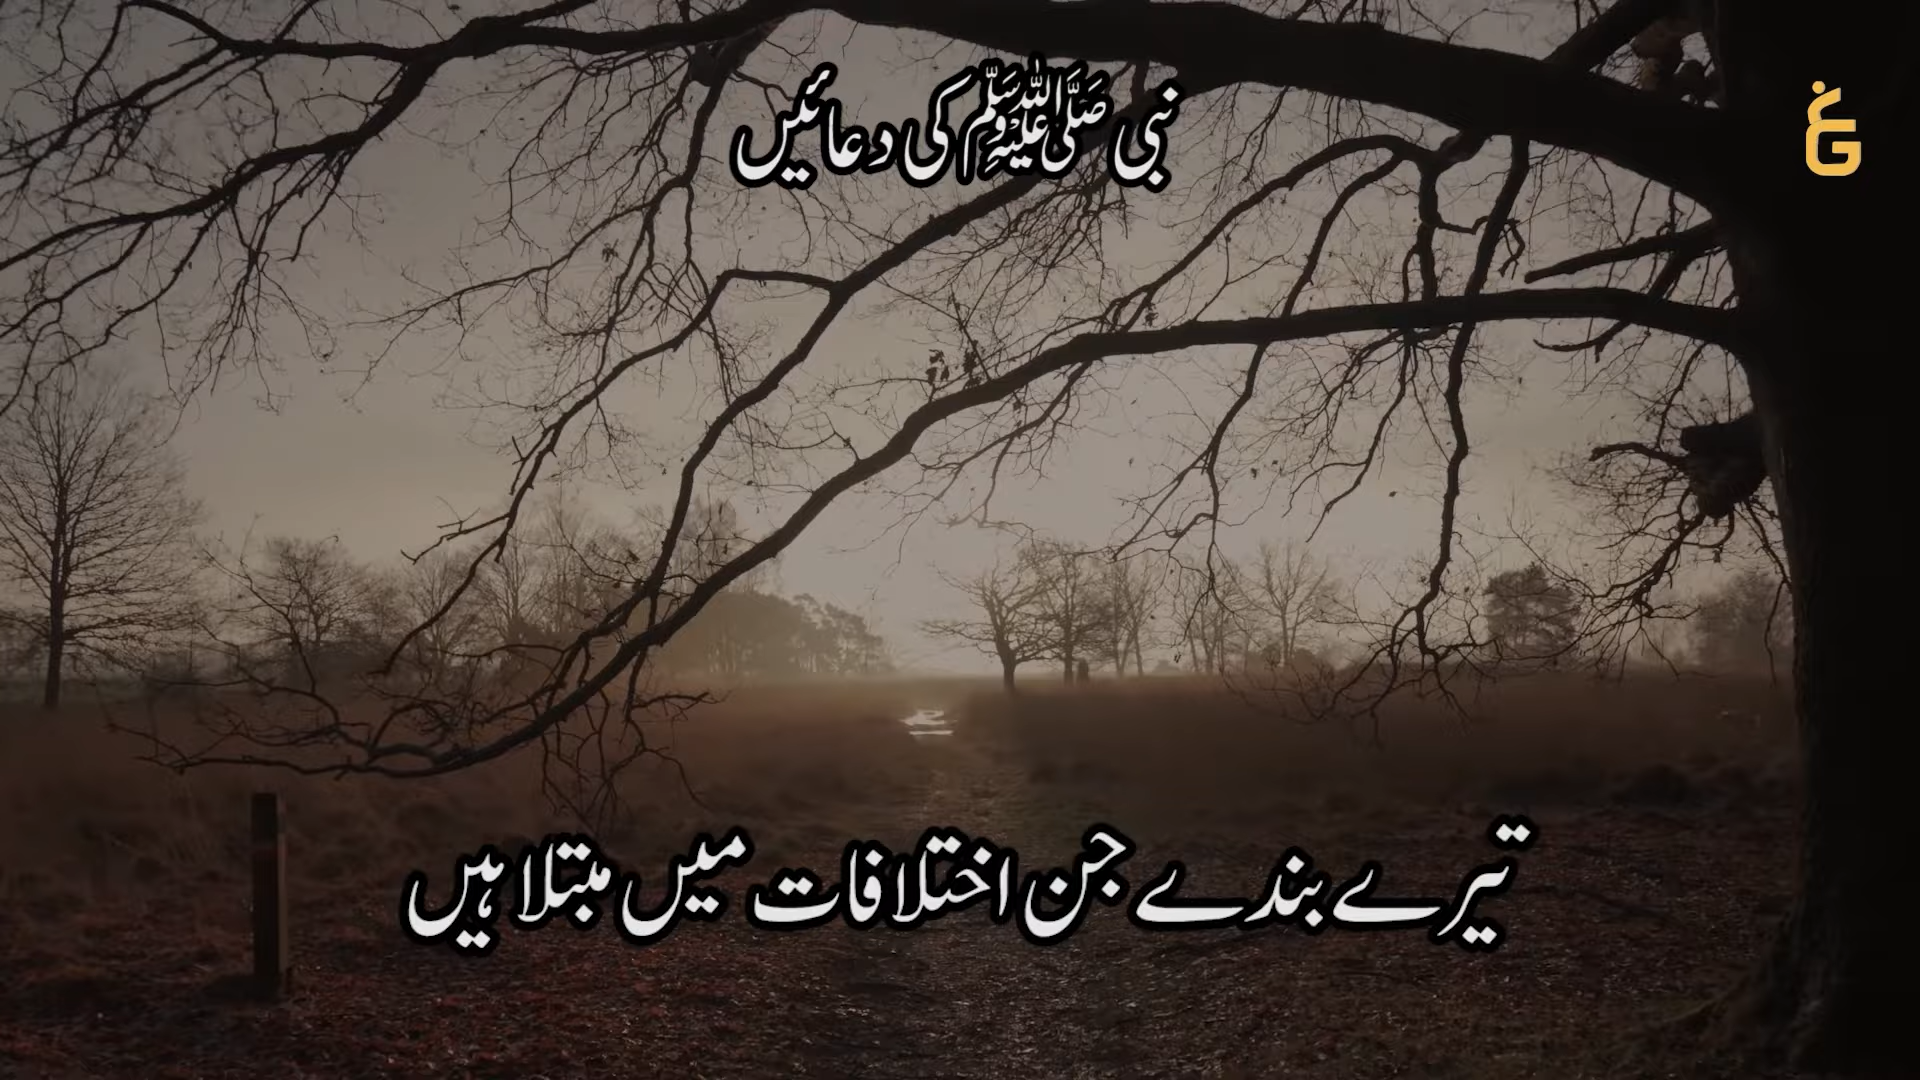 نبی ﷺ کی دعائیں
غ
G
تیرے بندے جن اختلافات میں مبتلا ہیں